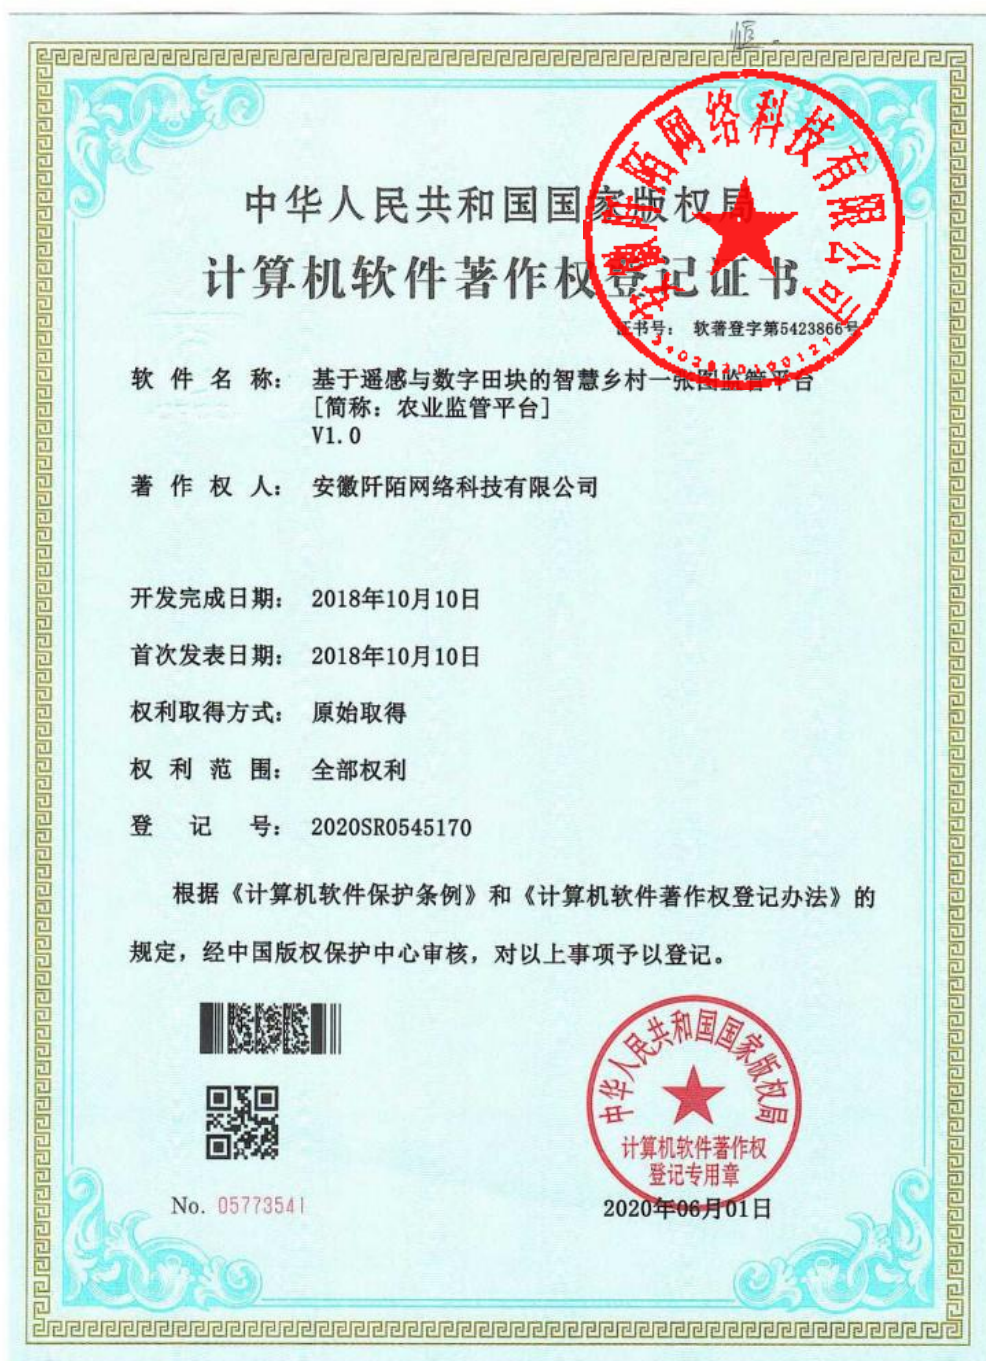 中华人民共和国国家版权局
计算机软件著作权登记证书
安徽阡陌网络科技有限公司
证书号： 软著登字第5423866号
软件名称： 基于遥感与数字田块的智慧乡村一张图监管平台
[简称：农业监管平台]
V1.0
著作权人： 安徽阡陌网络科技有限公司
开发完成日期： 2018年10月10日
首次发表日期： 2018年10月10日
权利取得方式： 原始取得
权利范围： 全部权利
登记号： 2020SR0545170
根据《计算机软件保护条例》和《计算机软件著作权登记办法》的
规定，经中国版权保护中心审核，对以上事项予以登记。
中华人民共和国国家版权局
计算机软件著作权
登记专用章
No. 05773541
2020年06月01日